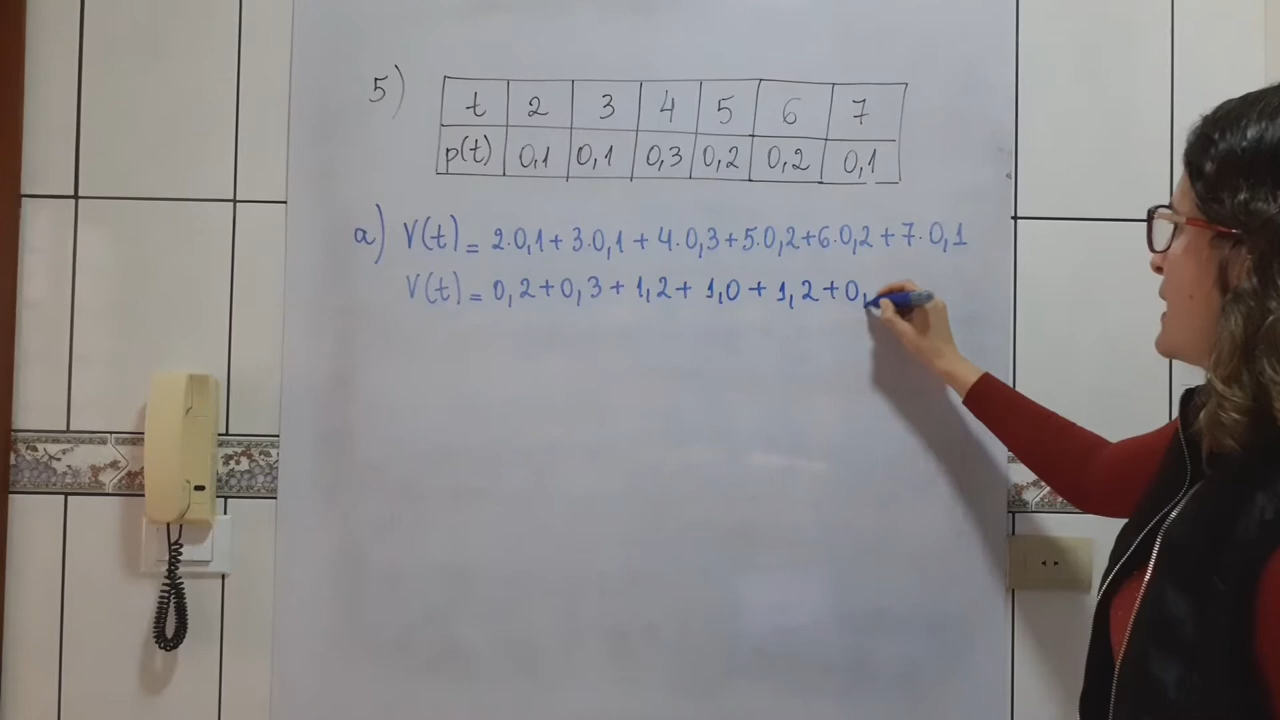 5)
t 2 3 4 5 6 7
p(t) 0,1 0,1 0,3 0,2 0,2 0,1
a) V(t) = 2·0,1+3·0,1+4·0,3+5·0,2+6·0,2+7·0,1
V(t) = 0,2+0,3+1,2+1,0+1,2+0,